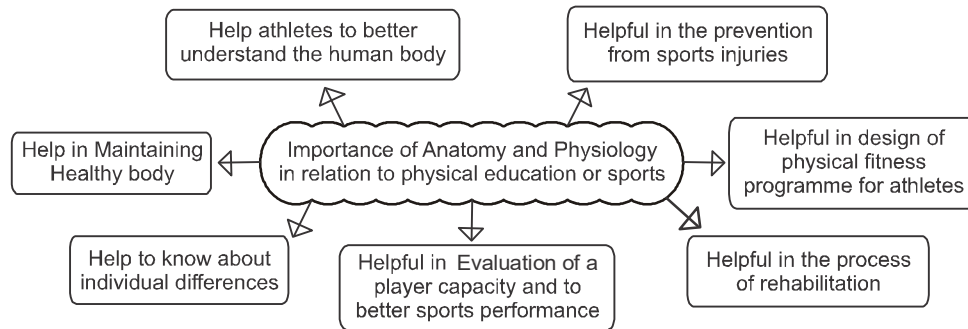 Help athletes to better
understand the human body
Helpful in the prevention
from sports injuries
Help in Maintaining
Healthy body
Importance of Anatomy and Physiology
in relation to physical education or sports
Helpful in design of
physical fitness
programme for athletes
Help to know about
individual differences
Helpful in Evaluation of a
player capacity and to
better sports performance
Helpful in the process
of rehabilitation